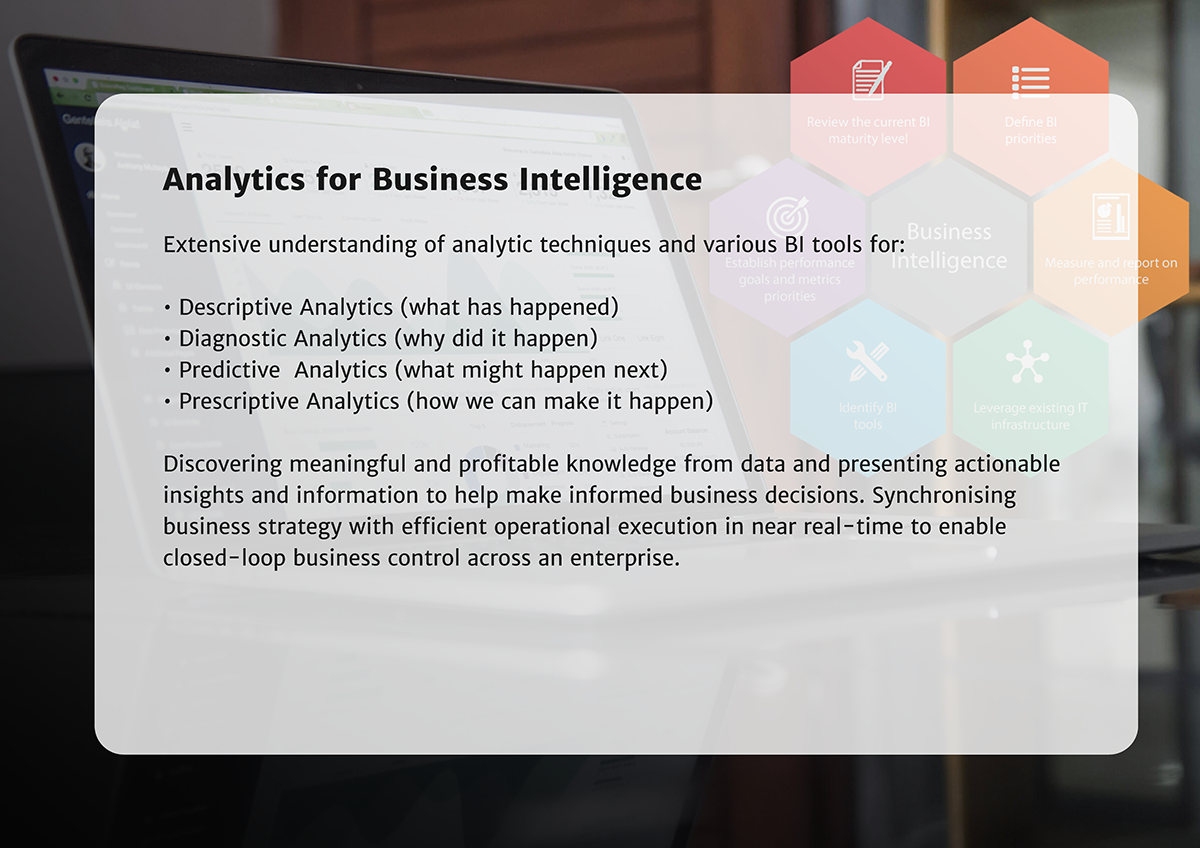 Analytics for Business Intelligence
Extensive understanding of analytic techniques and various BI tools for:
• Descriptive Analytics (what has happened)
• Diagnostic Analytics (why did it happen)
• Predictive  Analytics (what might happen next)
• Prescriptive Analytics (how we can make it happen)
Discovering meaningful and profitable knowledge from data and presenting actionable
insights and information to help make informed business decisions. Synchronising
business strategy with efficient operational execution in near real-time to enable
closed-loop business control across an enterprise.
Review the current BI
maturity level
Define BI
priorities
Establish performance
goals and metrics
priorities
Business
Intelligence
Measure and report on
performance
Identify BI
tools
Leverage existing IT
infrastructure